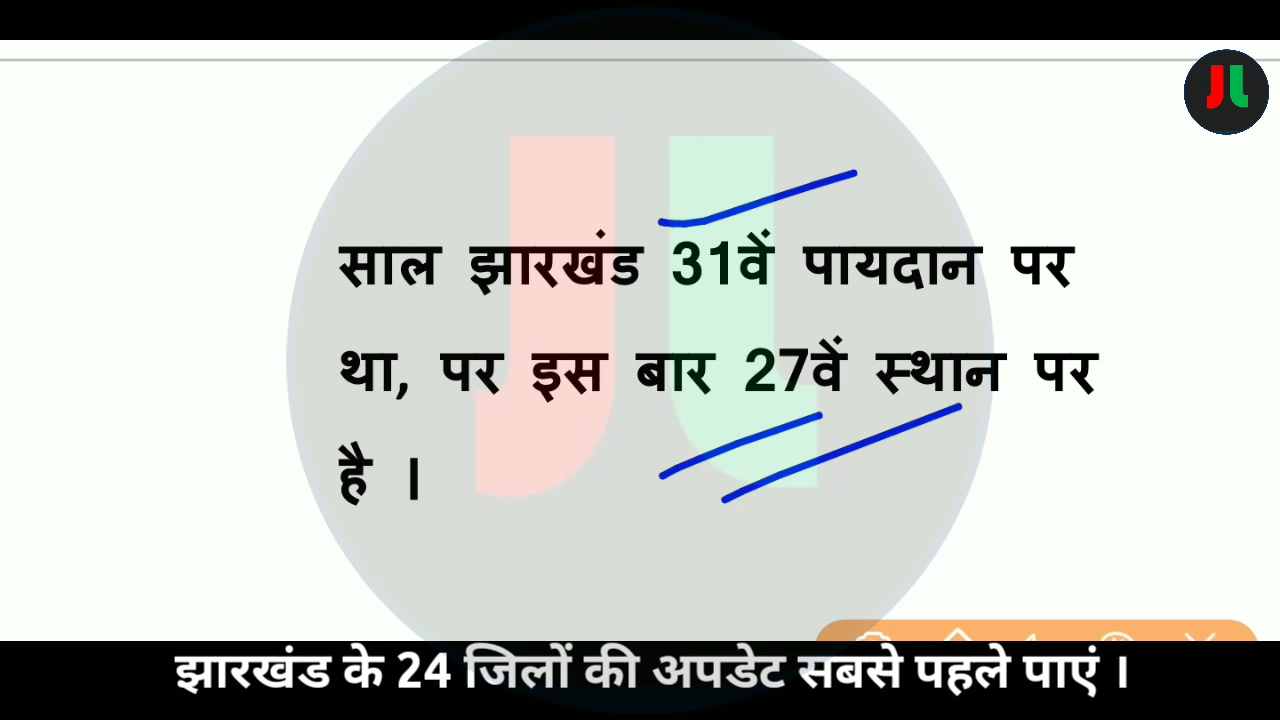 साल झारखंड 31वें पायदान पर
था, पर इस बार 27वें स्थान पर
है ।
झारखंड के 24 जिलों की अपडेट सबसे पहले पाएं ।